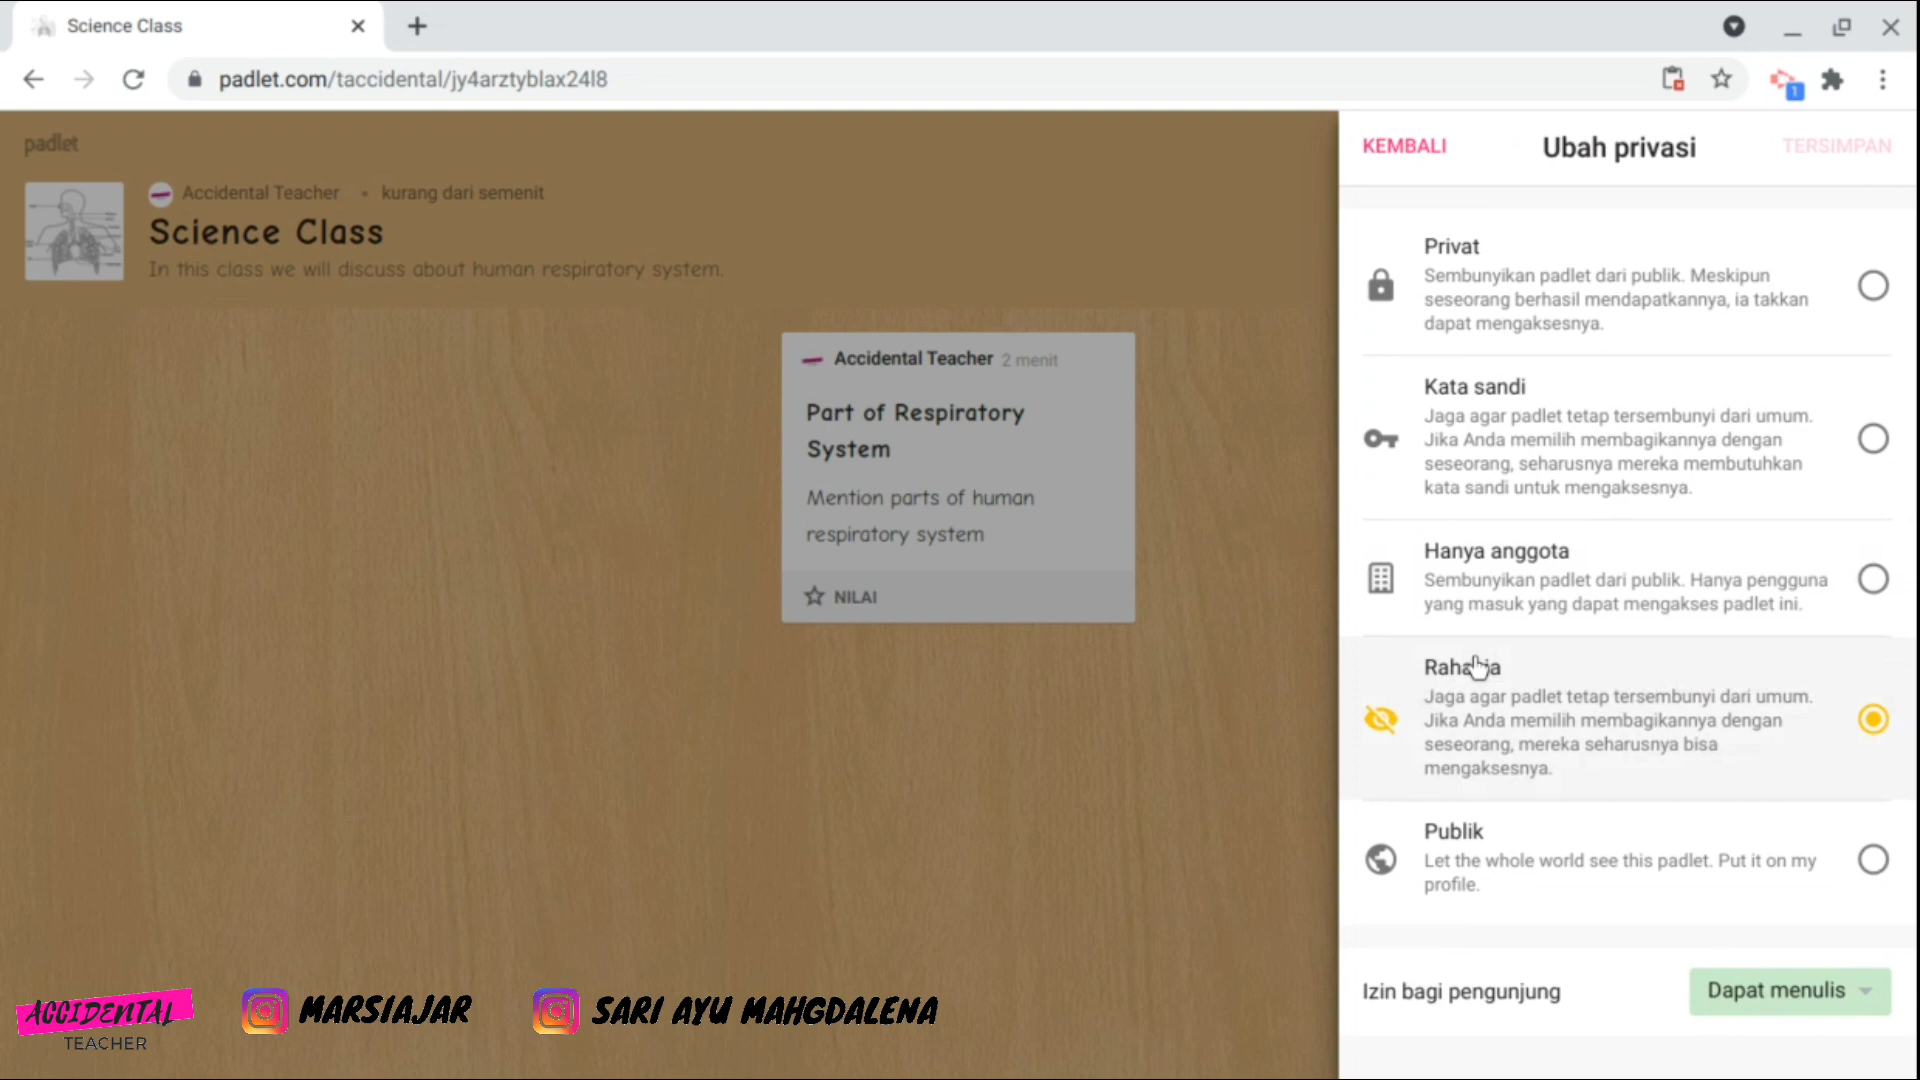 Science Class
padlet.com/taccidental/jy4arztyblax24l8
padlet
Accidental Teacher • kurang dari semenit
Science Class
In this class we will discuss about human respiratory system.
Accidental Teacher 2 menit
Part of Respiratory
System
Mention parts of human
respiratory system
NILAI
KEMBALI
Ubah privasi
TERSIMPAN
Privat
Sembunyikan padlet dari publik. Meskipun
seseorang berhasil mendapatkannya, ia takkan
dapat mengaksesnya.
Kata sandi
Jaga agar padlet tetap tersembunyi dari umum.
Jika Anda memilih membagikannya dengan
seseorang, seharusnya mereka membutuhkan
kata sandi untuk mengaksesnya.
Hanya anggota
Sembunyikan padlet dari publik. Hanya pengguna
yang masuk yang dapat mengakses padlet ini.
Rahasia
Jaga agar padlet tetap tersembunyi dari umum.
Jika Anda memilih membagikannya dengan
seseorang, mereka seharusnya bisa
mengaksesnya.
Publik
Let the whole world see this padlet. Put it on my
profile.
Izin bagi pengunjung
Dapat menulis
ACCIDENTAL
TEACHER
MARSIAJAR
SARI AYU MAHGDALENA
1